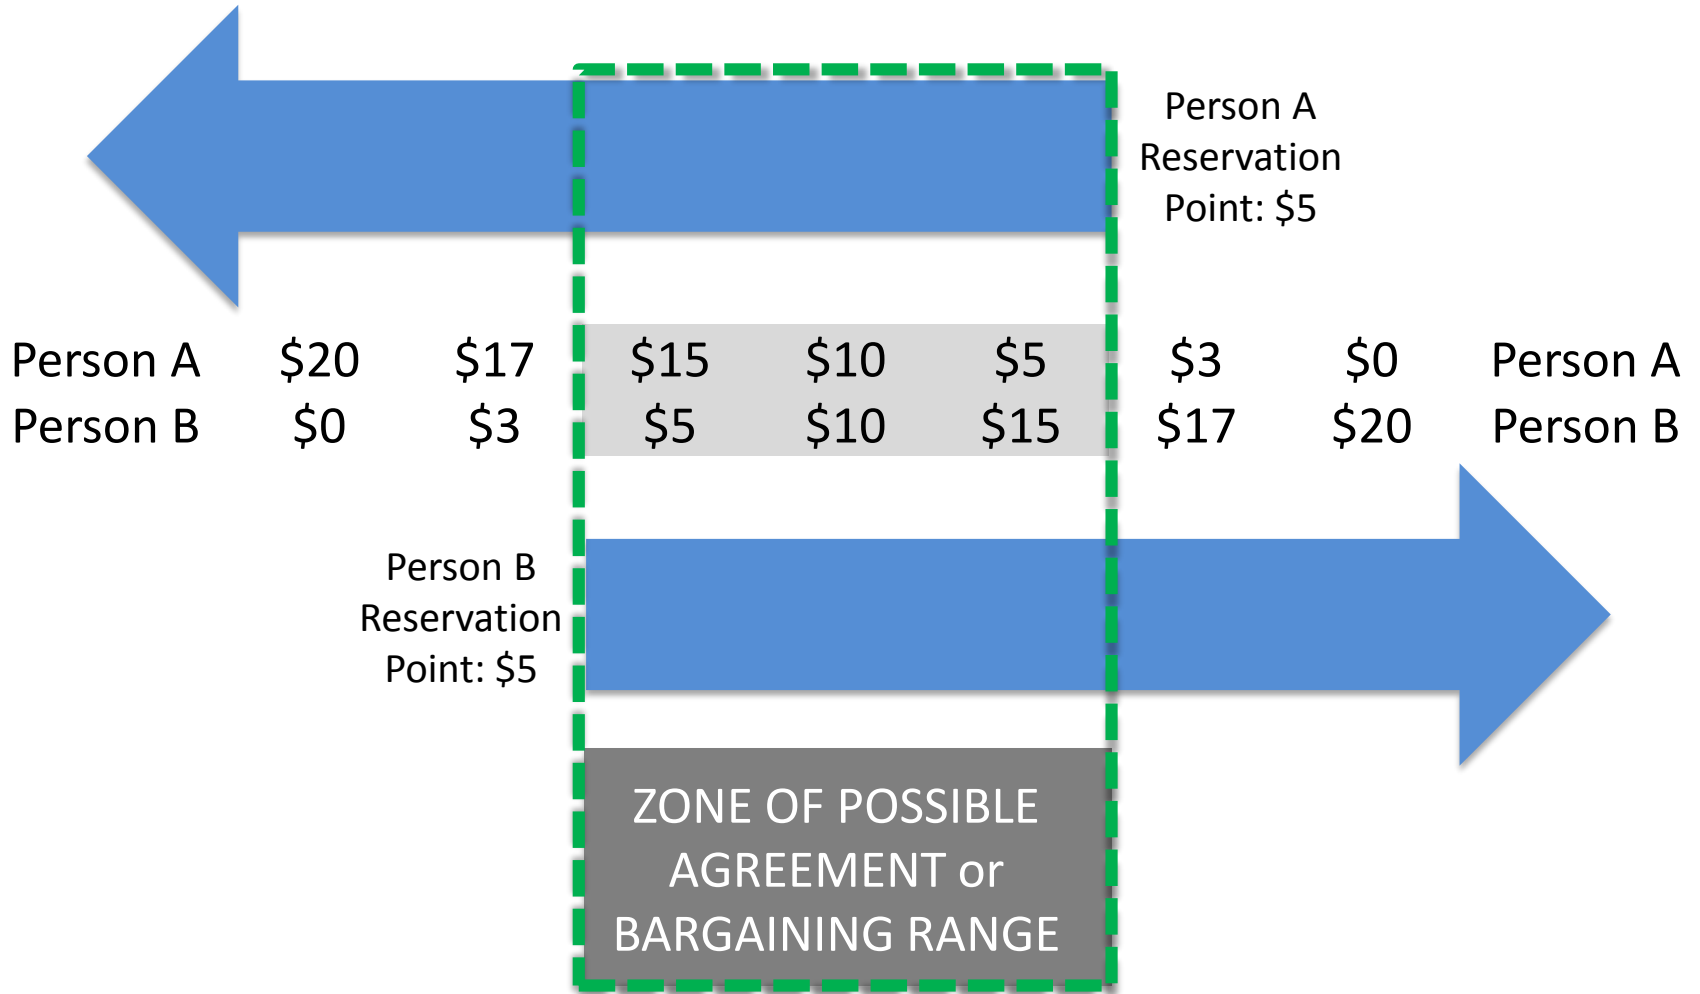 Person A
Reservation
Point: $5
Person A $20 $17 $15 $10 $5 $3 $0 Person A
Person B $0 $3 $5 $10 $15 $17 $20 Person B
Person B
Reservation
Point: $5
ZONE OF POSSIBLE
AGREEMENT or
BARGAINING RANGE